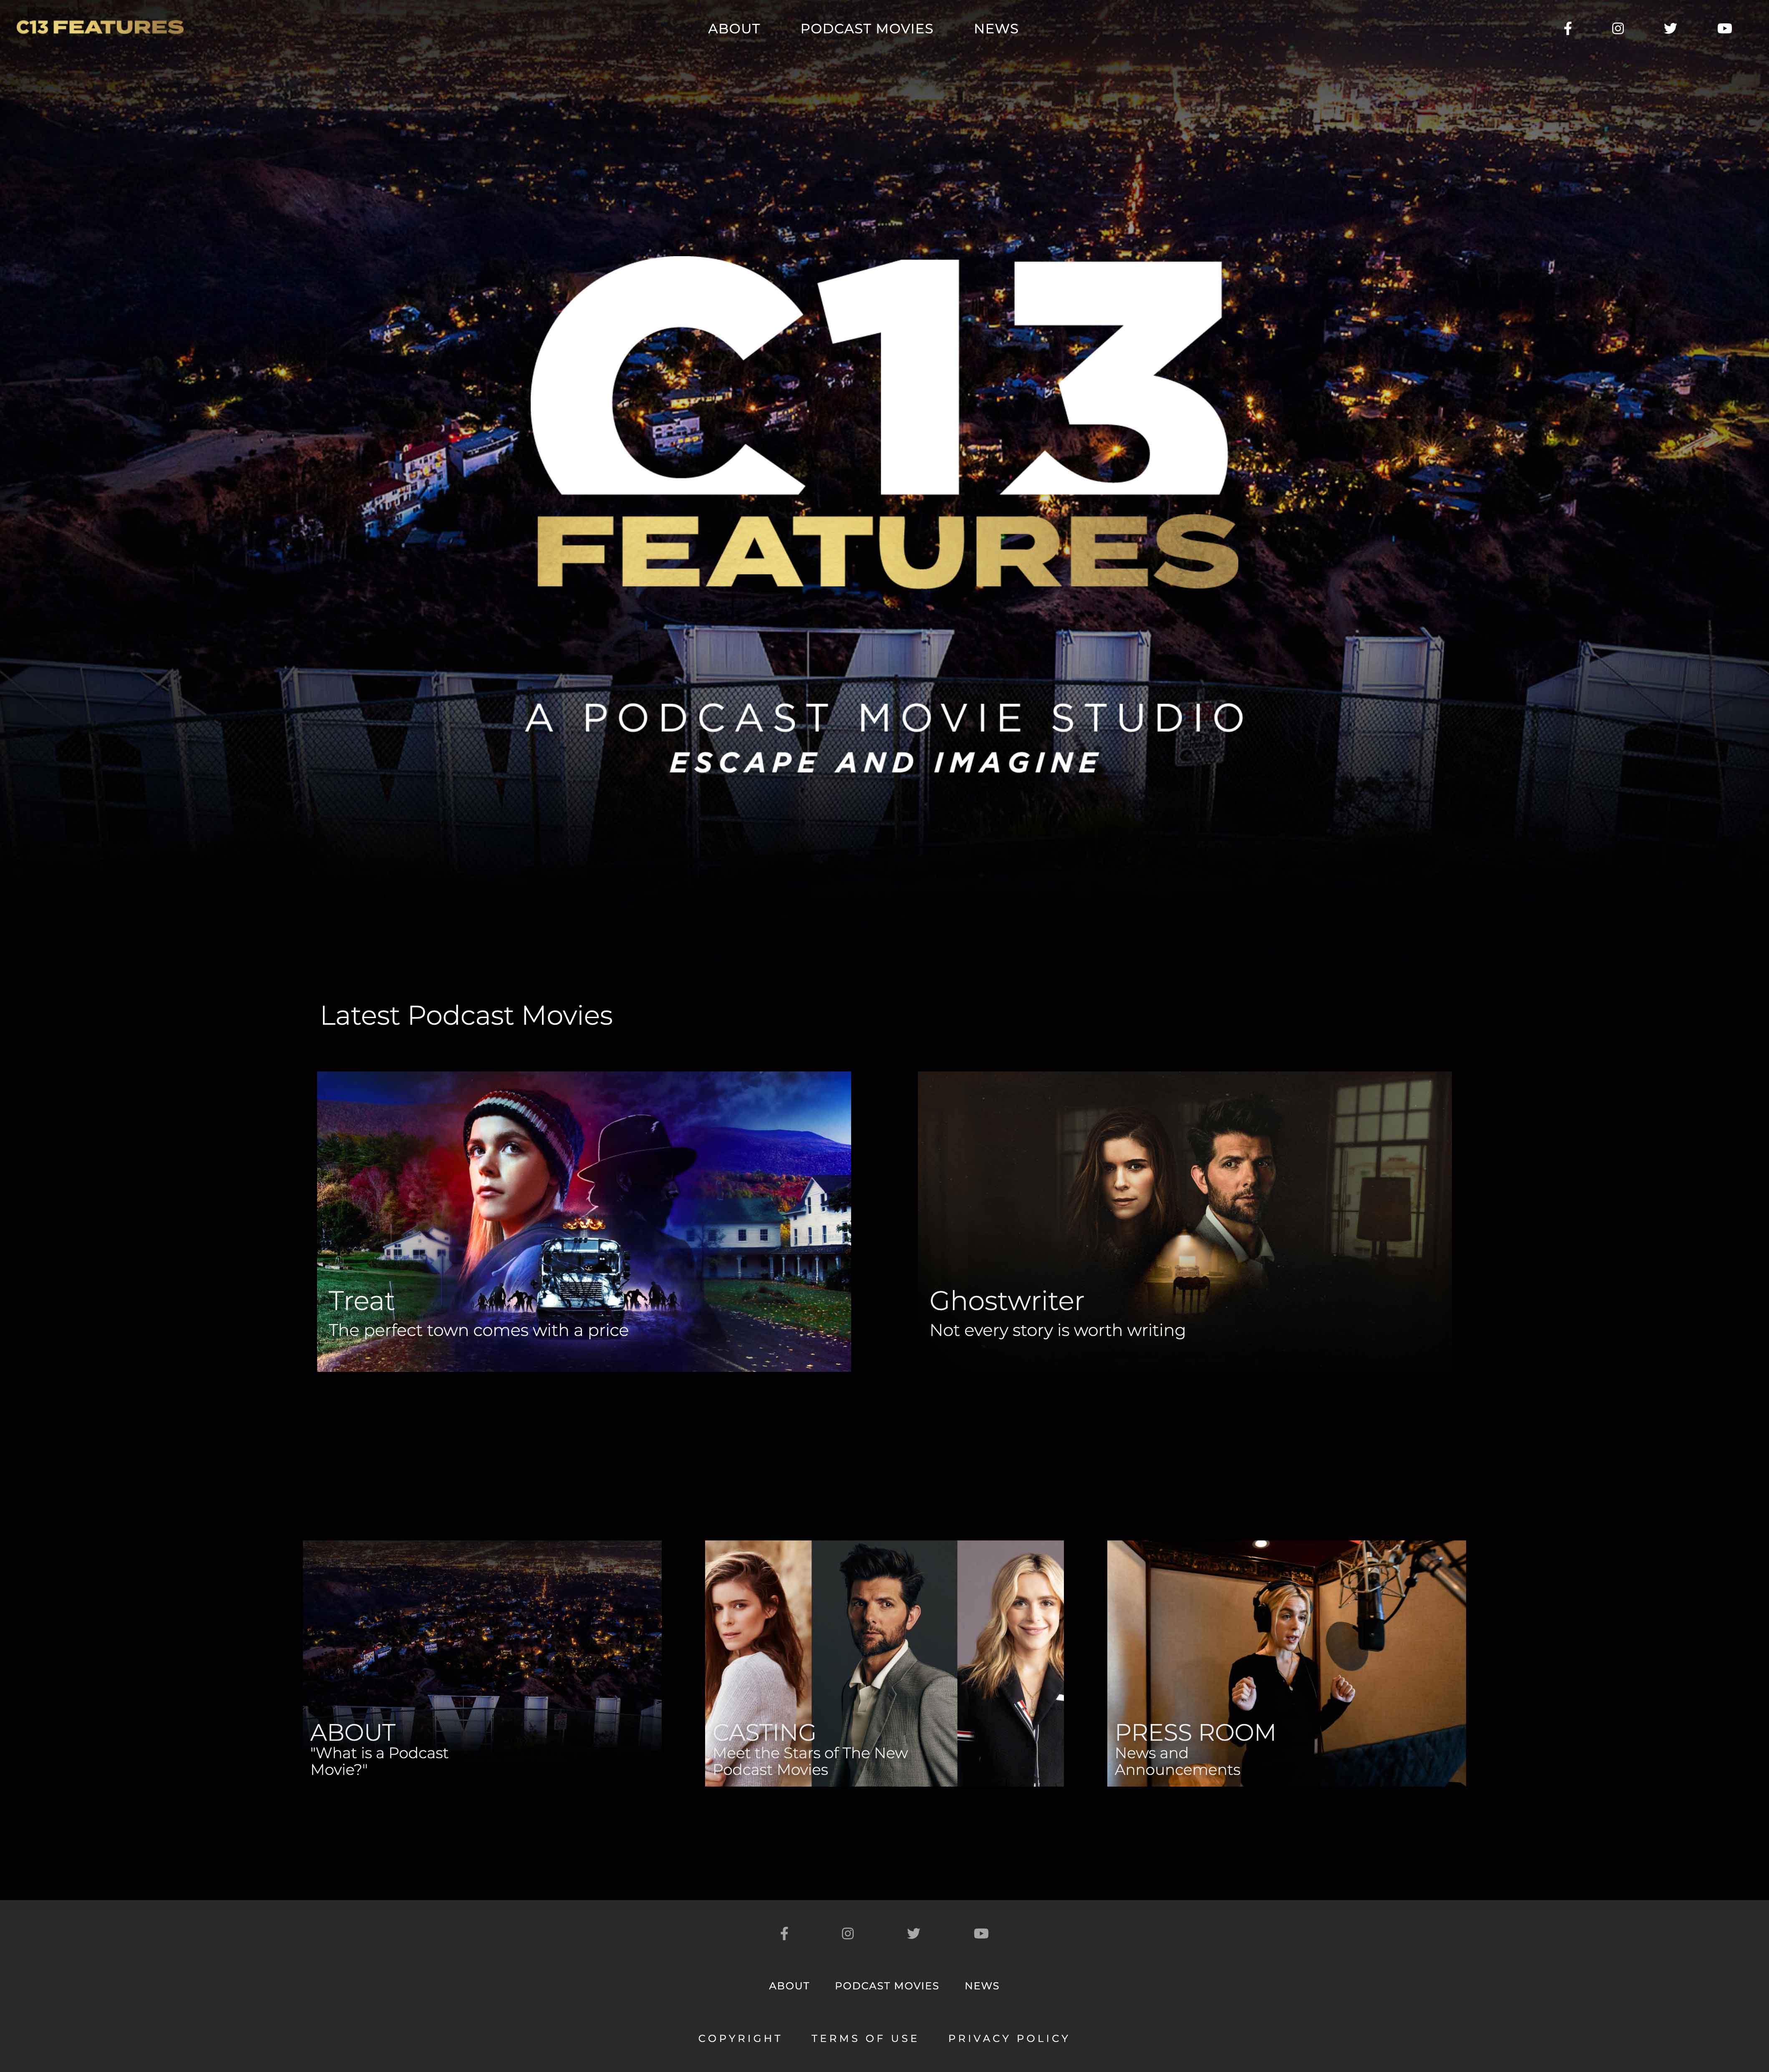 C13 FEATURES
ABOUT PODCAST MOVIES NEWS
C13
FEATURES
A PODCAST MOVIE STUDIO
ESCAPE AND IMAGINE
Latest Podcast Movies
Treat
The perfect town comes with a price
Ghostwriter
Not every story is worth writing
ABOUT
"What is a Podcast
Movie?"
CASTING
Meet the Stars of The New
Podcast Movies
PRESS ROOM
News and
Announcements
ABOUT PODCAST MOVIES NEWS
COPYRIGHT TERMS OF USE PRIVACY POLICY